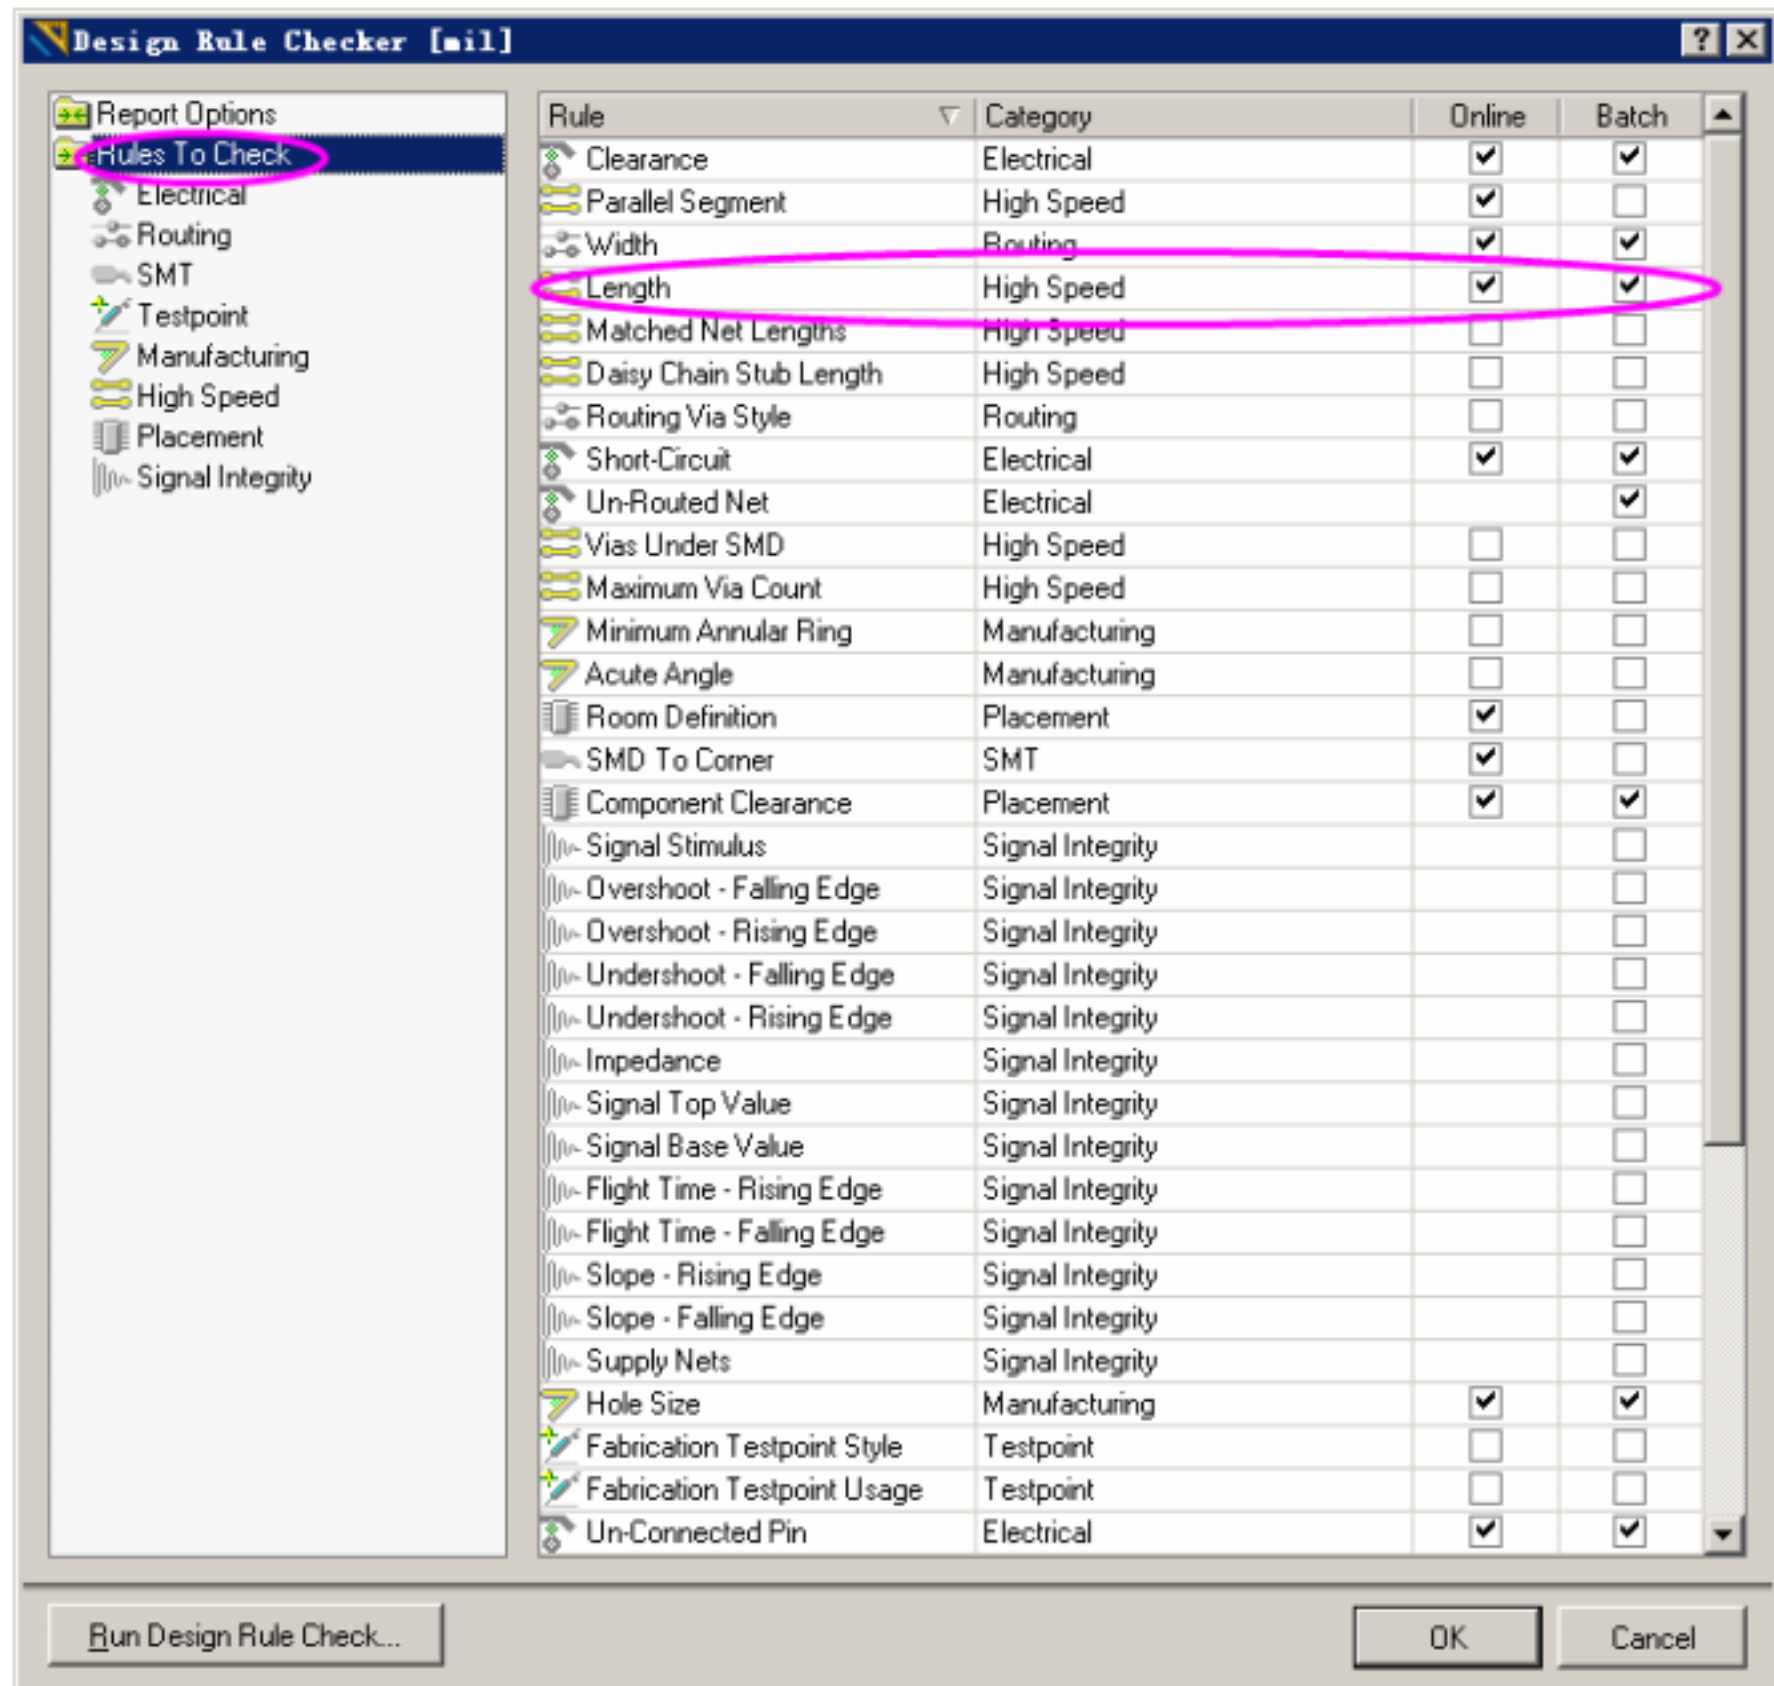 Design Rule Checker [mil]
Report Options
Rules To Check
Electrical
Routing
SMT
Testpoint
Manufacturing
High Speed
Placement
Signal Integrity
Rule Category Online Batch
Clearance Electrical
Parallel Segment High Speed
Width Routing
Length High Speed
Matched Net Lengths High Speed
Daisy Chain Stub Length High Speed
Routing Via Style Routing
Short-Circuit Electrical
Un-Routed Net Electrical
Vias Under SMD High Speed
Maximum Via Count High Speed
Minimum Annular Ring Manufacturing
Acute Angle Manufacturing
Room Definition Placement
SMD To Corner SMT
Component Clearance Placement
Signal Stimulus Signal Integrity
Overshoot - Falling Edge Signal Integrity
Overshoot - Rising Edge Signal Integrity
Undershoot - Falling Edge Signal Integrity
Undershoot - Rising Edge Signal Integrity
Impedance Signal Integrity
Signal Top Value Signal Integrity
Signal Base Value Signal Integrity
Flight Time - Rising Edge Signal Integrity
Flight Time - Falling Edge Signal Integrity
Slope - Rising Edge Signal Integrity
Slope - Falling Edge Signal Integrity
Supply Nets Signal Integrity
Hole Size Manufacturing
Fabrication Testpoint Style Testpoint
Fabrication Testpoint Usage Testpoint
Un-Connected Pin Electrical
Run Design Rule Check... OK Cancel